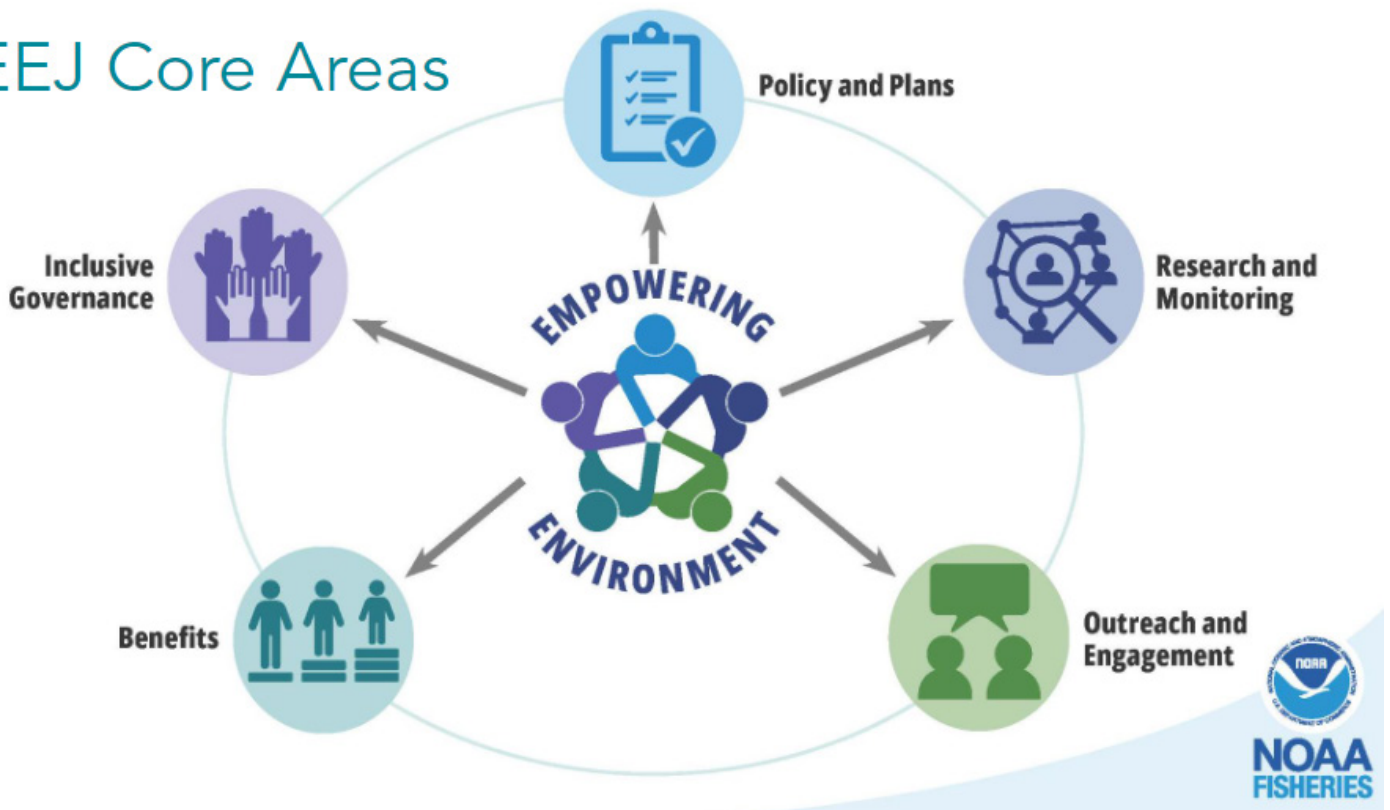 EEJ Core Areas
Policy and Plans
Inclusive
Governance
Research and
Monitoring
EMPOWERING
ENVIRONMENT
Benefits
Outreach and
Engagement
NOAA
NOAA
FISHERIES